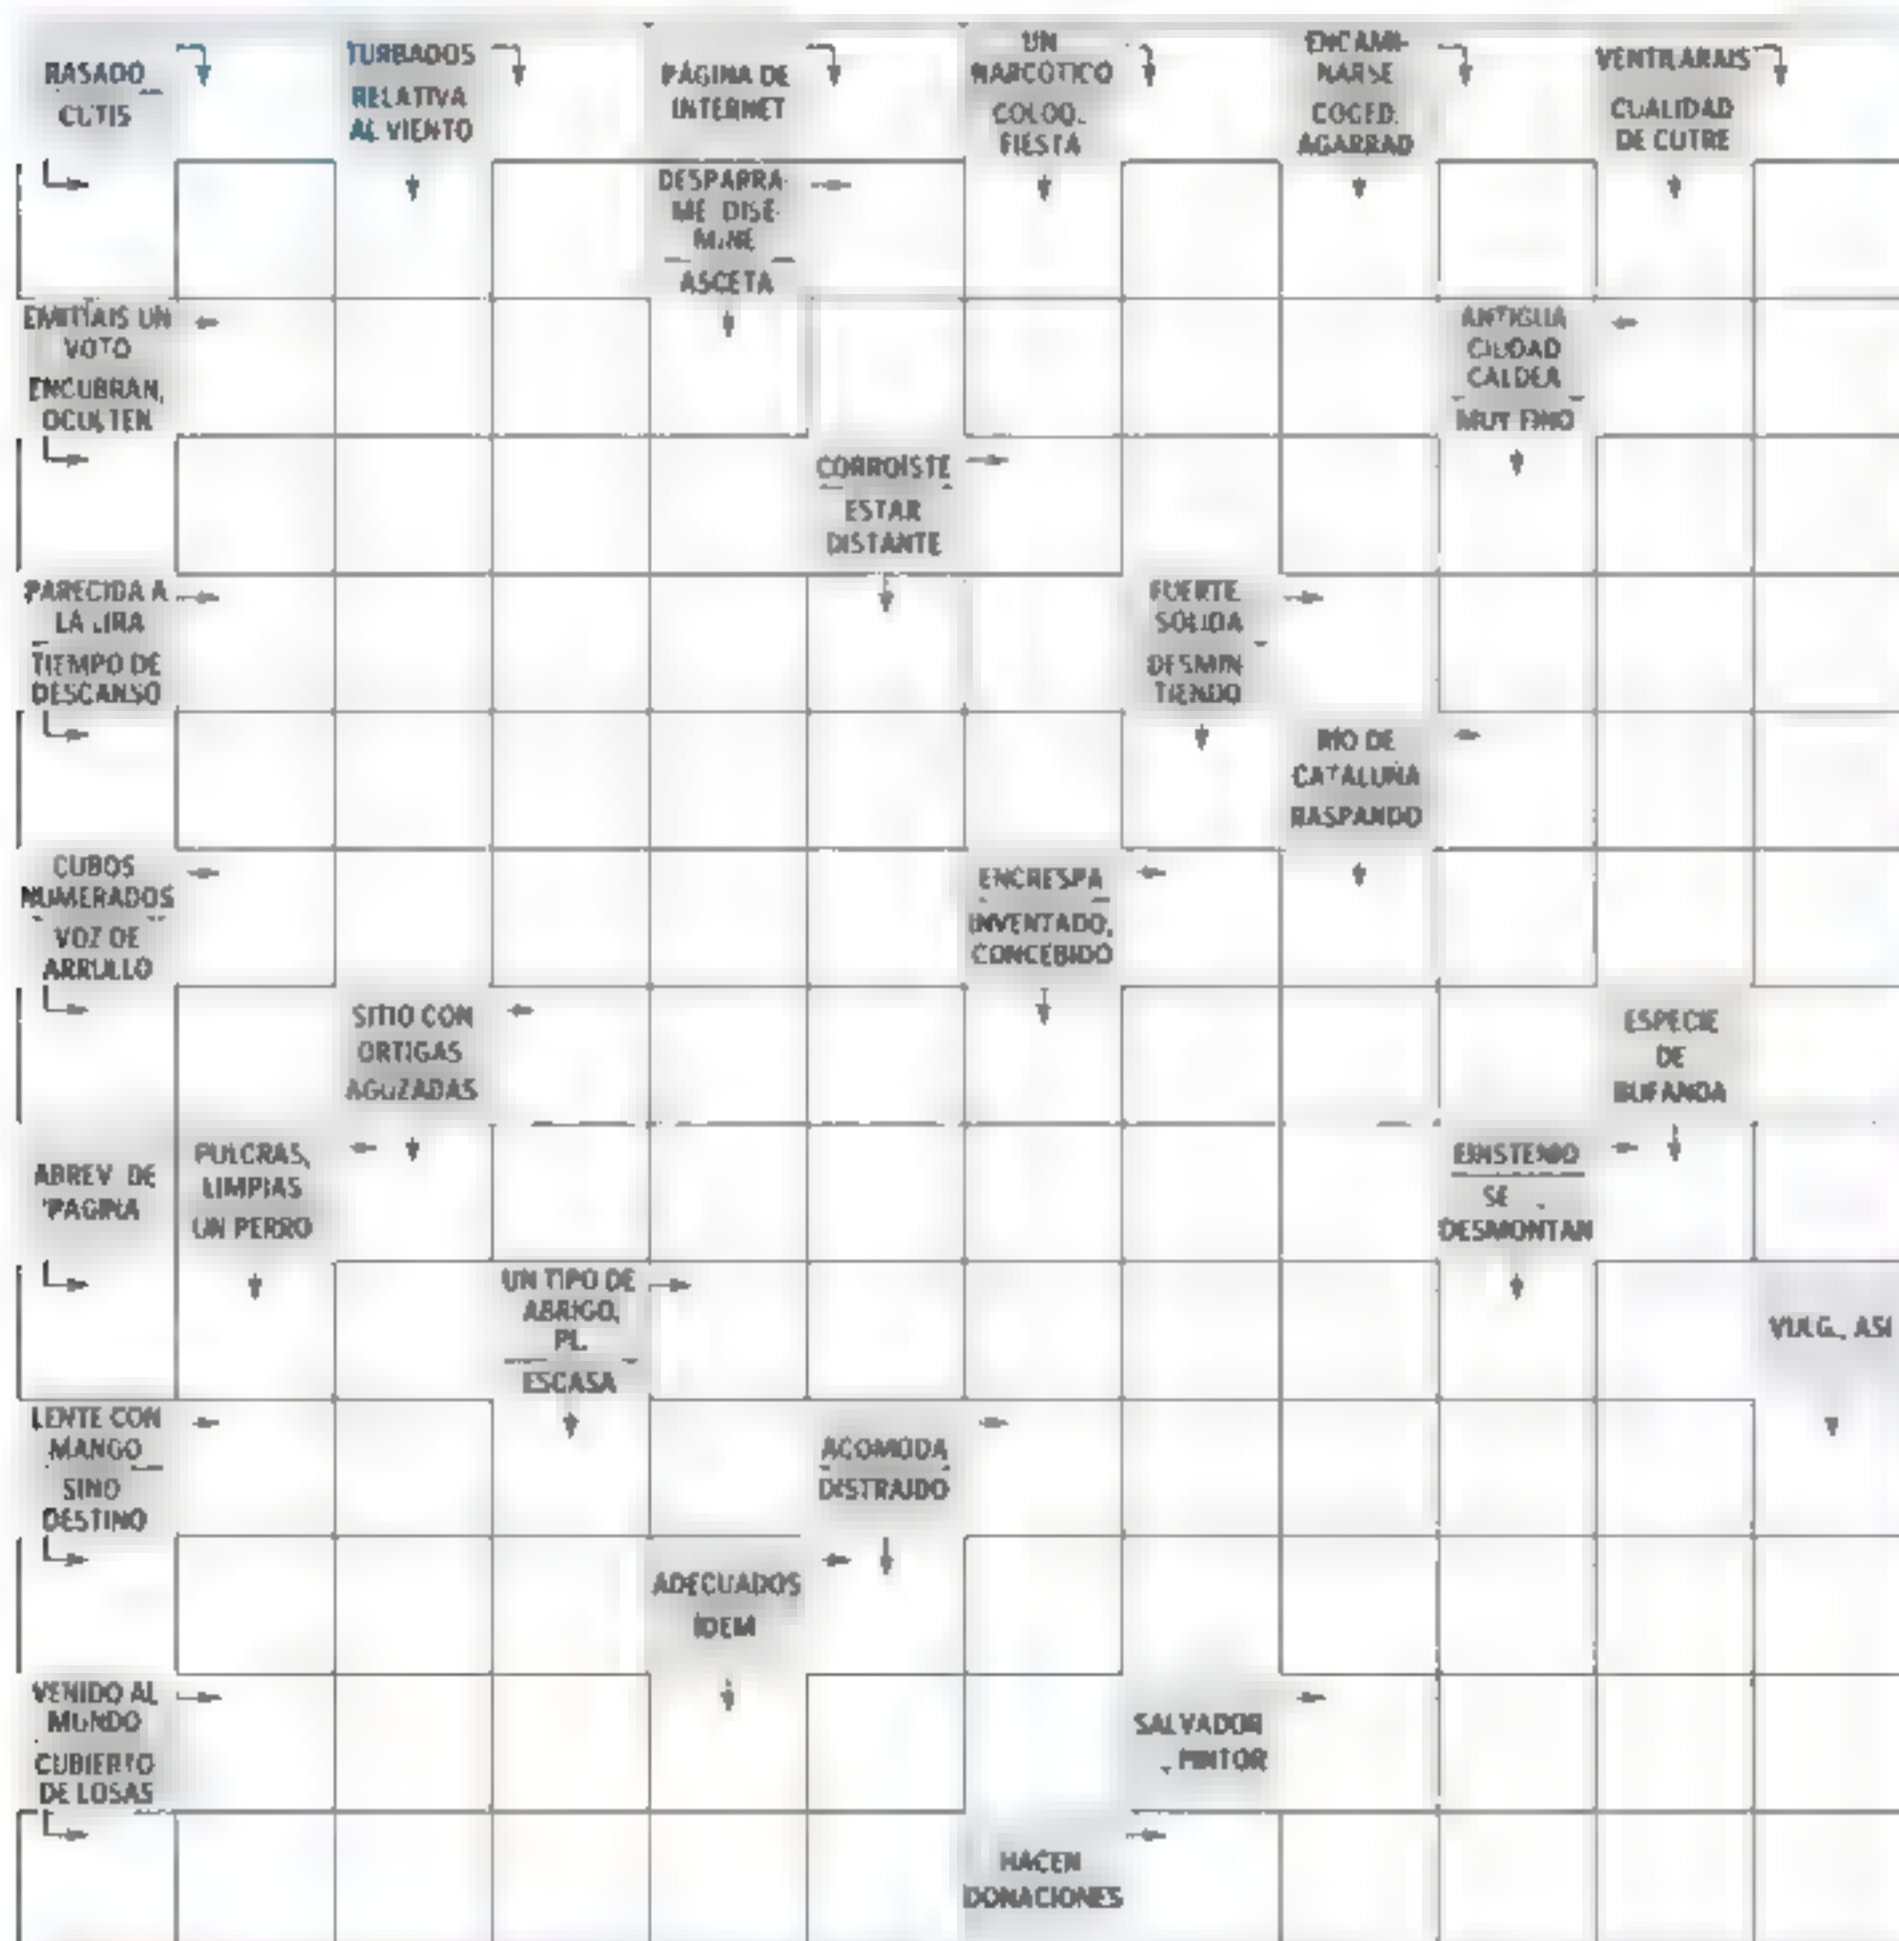 RASADO
CUTIS
TURBADOS
RELATIVA
AL VIENTO
PÁGINA DE
INTERNET
UN
NARCÓTICO
COLOQ.
FIESTA
ENCAMI-
NARSE
COGED.
AGARRAD
VENTILARAIS
CUALIDAD
DE CUTRE
DESPARRA-
ME DISE-
MINE
ASCETA
EMITÍAIS UN
VOTO
ENCUBRAN,
OCULTEN
ANTIGUA
CIUDAD
CALDEA
MUY FINO
CORROÍSTE
ESTAR
DISTANTE
PARECIDA A
LA LIRA
TIEMPO DE
DESCANSO
FUERTE
SÓLIDA
DESMIN-
TIENDO
RÍO DE
CATALUÑA
RASPANDO
CUBOS
NUMERADOS
VOZ DE
ARRULLO
ENCRESPA
INVENTADO,
CONCEBIDO
SITIO CON
ORTIGAS
AGUZADAS
ESPECIE
DE
BUFANDA
ABREV. DE
PÁGINA
PULCRAS,
LIMPIAS
UN PERRO
EINSTENIO
SE
DESMONTAN
UN TIPO DE
ABRIGO,
PL.
ESCASA
VULG., ASÍ
LENTE CON
MANGO
SINO
DESTINO
ACOMODA
DISTRAÍDO
ADECUADOS
ÍDEM
VENIDO AL
MUNDO
CUBIERTO
DE LOSAS
SALVADOR
, PINTOR
HACEN
DONACIONES